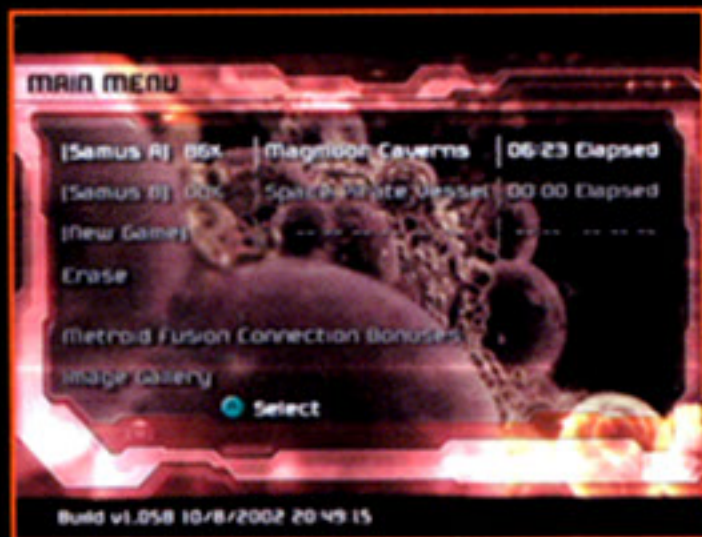 MAIN MENU
[Samus A] 86% Magmoor Caverns 06:23 Elapsed
[Samus B] 00% Space Pirate Vessel 00:00 Elapsed
[New Game] -- -- -- --
Erase
Metroid Fusion Connection Bonuses
Image Gallery
A Select
Build v1.058 10/8/2002 20:49:15